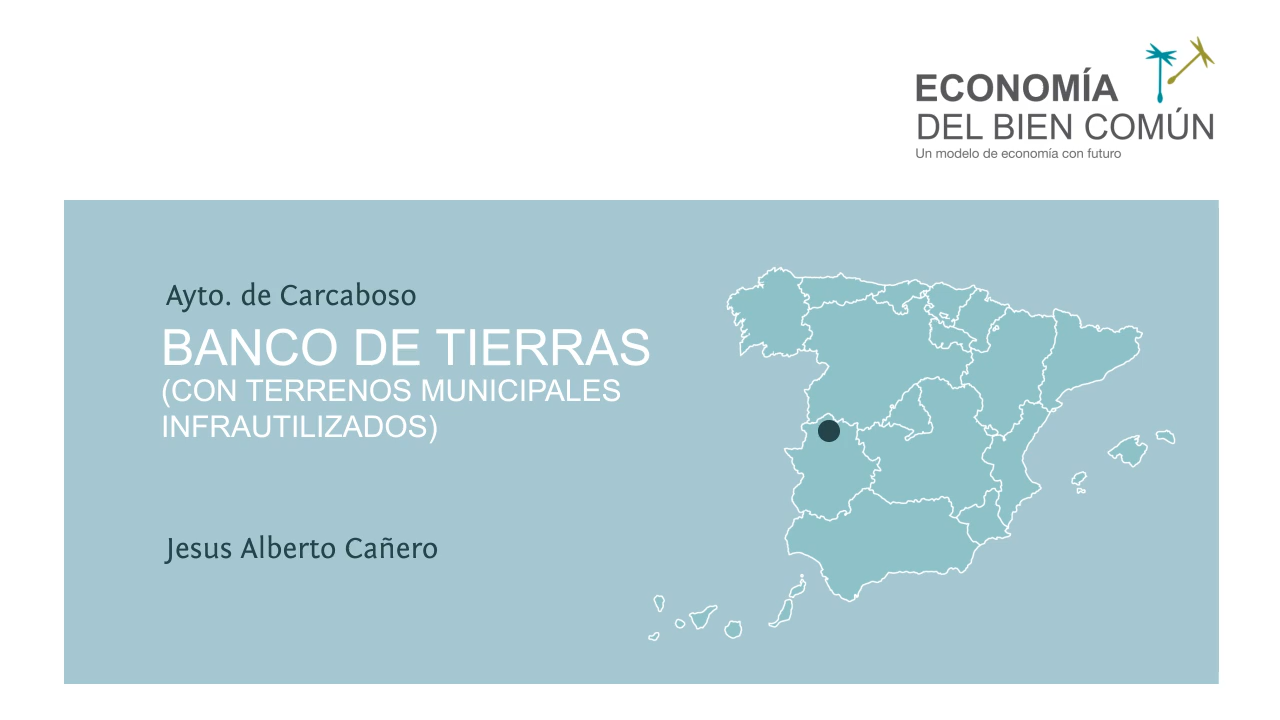 ECONOMÍA
DEL BIEN COMÚN
Un modelo de economía con futuro
Ayto. de Carcaboso
BANCO DE TIERRAS
(CON TERRENOS MUNICIPALES
INFRAUTILIZADOS)
Jesus Alberto Cañero